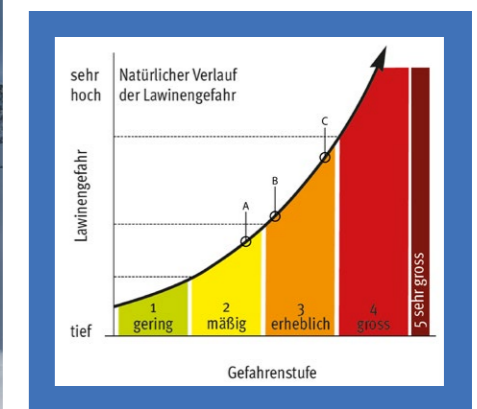 sehr
hoch
Natürlicher Verlauf
der Lawinengefahr
Lawinengefahr
C
B
A
1
gering
2
mäßig
3
erheblich
4
gross
5 sehr gross
tief
Gefahrenstufe